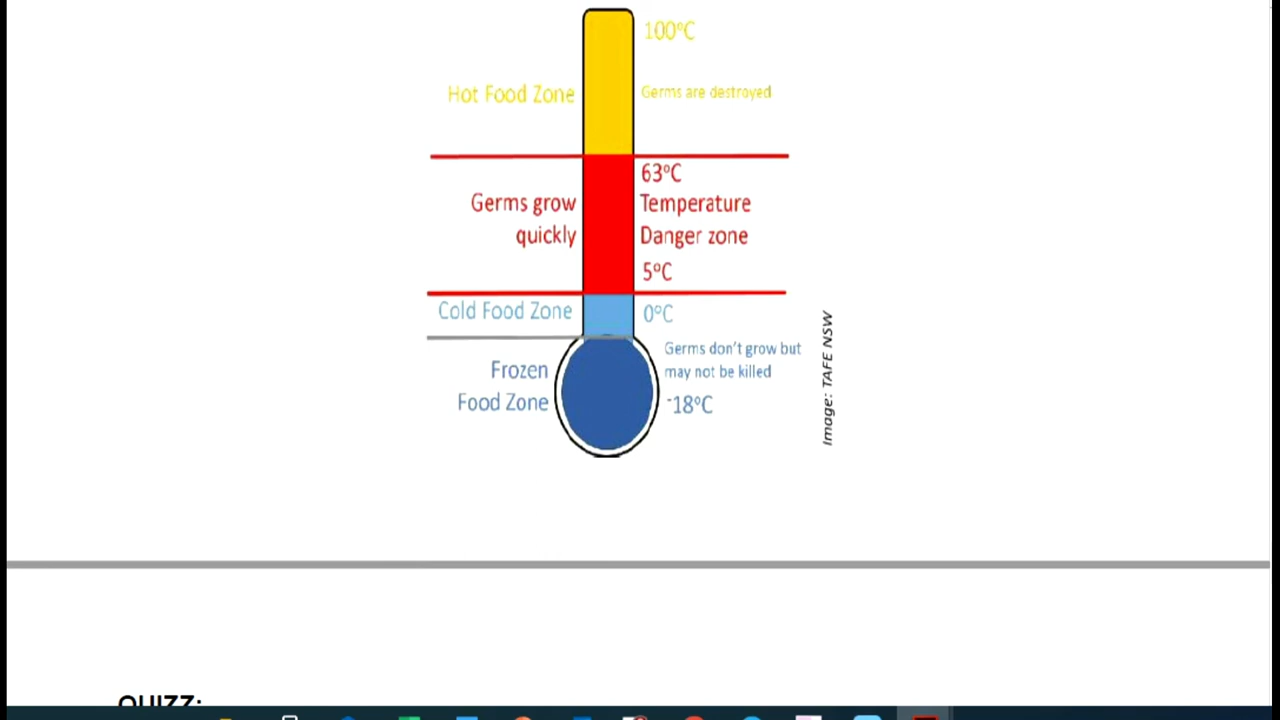 100°C
Hot Food Zone
Germs are destroyed
63°C
Germs grow
quickly
Temperature
Danger zone
5°C
Cold Food Zone
0°C
Germs don't grow but
may not be killed
Frozen
Food Zone
-18°C
Image: TAFE NSW
QUIZZ: